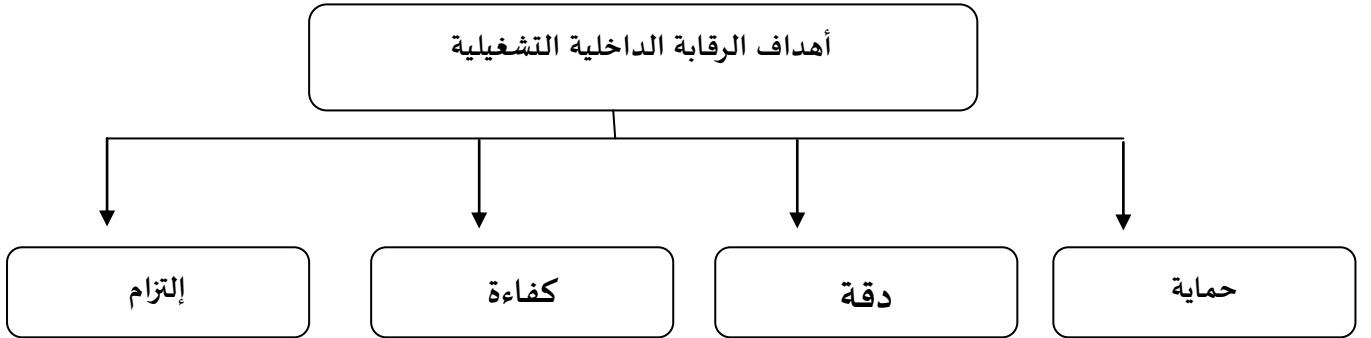 أهداف الرقابة الداخلية التشغيلية
حماية
دقة
كفاءة
إلتزام